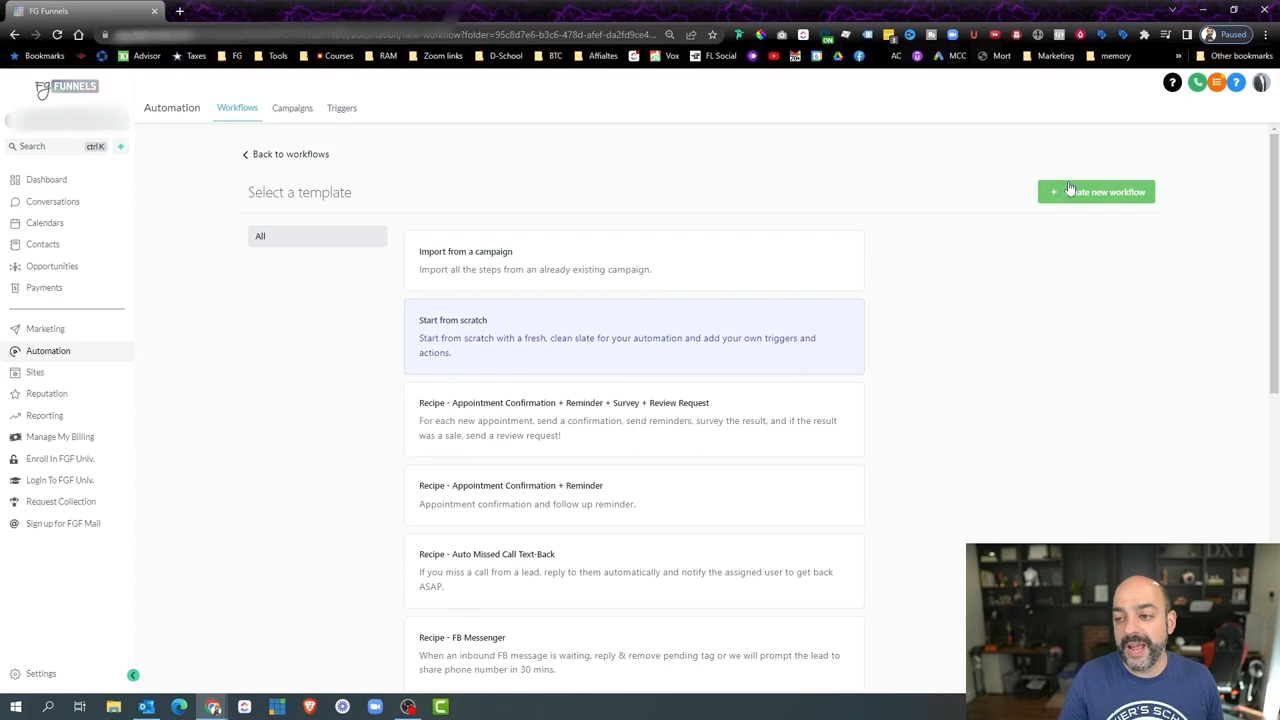 FG Funnels
Paused
Bookmarks
Advisor
Taxes
FG
Tools
Courses
RAM
Zoom links
D-School
BTC
Affialtes
FL Social
AC
MCC
Mort
Marketing
memory
»
Other bookmarks
Fg FUNNELS
Automation
Workflows
Campaigns
Triggers
Search
ctrl K
Dashboard
Conversations
Calendars
Contacts
Opportunities
Payments
Marketing
Automation
Sites
Reputation
Reporting
Manage My Billing
Enroll In FGF Univ.
Login To FGF Univ.
Request Collection
Sign up for FGF Mail
Settings
Back to workflows
Select a template
new workflow
All
Import from a campaign
Import all the steps from an already existing campaign.
Start from scratch
Start from scratch with a fresh, clean slate for your automation and add your own triggers and
actions.
Recipe - Appointment Confirmation + Reminder + Survey + Review Request
For each new appointment, send a confirmation, send reminders, survey the result, and if the result
was a sale, send a review request!
Recipe - Appointment Confirmation + Reminder
Appointment confirmation and follow up reminder.
Recipe - Auto Missed Call Text-Back
If you miss a call from a lead, reply to them automatically and notify the assigned user to get back
ASAP.
Recipe - FB Messenger
When an inbound FB message is waiting, reply & remove pending tag or we will prompt the lead to
share phone number in 30 mins.